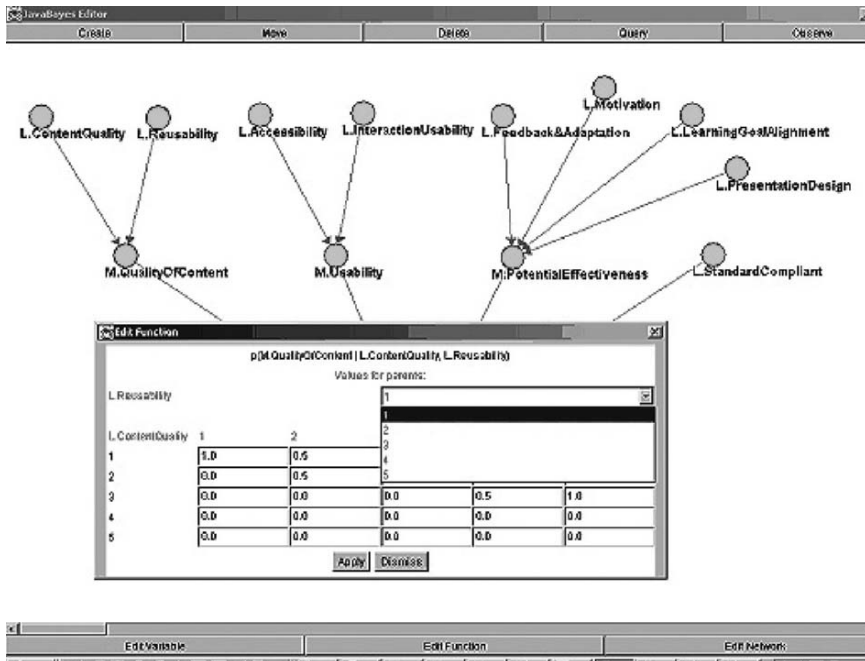 JavaBayes Editor
Create Move Delete Query Observe
L.Motivation
L.ContentQuality L.Reusability L.Accessibility L.InteractionUsability L.Feedback&Adaptation L.LearningGoalAlignment
L.PresentationDesign
M.QualityOfContent M.Usability M.PotentialEffectiveness L.StandardCompliant
Edit Function
p(M.QualityOfContent | L.ContentQuality, L.Reusability)
Values for parents:
L.Reusability 1
1
2
3
4
5
L.ContentQuality 1 2
1 1.0 0.5
2 0.0 0.5
3 0.0 0.0 0.0 0.5 1.0
4 0.0 0.0 0.0 0.0 0.0
5 0.0 0.0 0.0 0.0 0.0
Apply Dismiss
Edit Variable Edit Function Edit Network